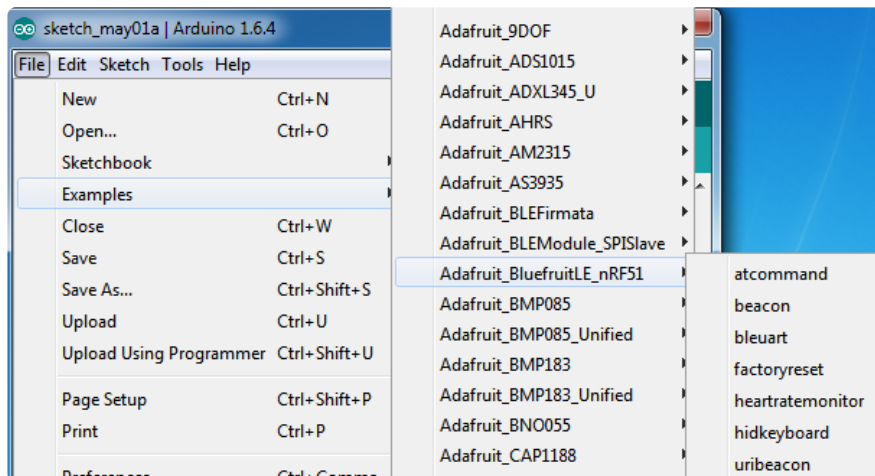 sketch_may01a | Arduino 1.6.4
File Edit Sketch Tools Help
New Ctrl+N
Open... Ctrl+O
Sketchbook
Examples
Close Ctrl+W
Save Ctrl+S
Save As... Ctrl+Shift+S
Upload Ctrl+U
Upload Using Programmer Ctrl+Shift+U
Page Setup Ctrl+Shift+P
Print Ctrl+P
Preferences Ctrl+Comma
Adafruit_9DOF
Adafruit_ADS1015
Adafruit_ADXL345_U
Adafruit_AHRS
Adafruit_AM2315
Adafruit_AS3935
Adafruit_BLEFirmata
Adafruit_BLEModule_SPISlave
Adafruit_BluefruitLE_nRF51
Adafruit_BMP085
Adafruit_BMP085_Unified
Adafruit_BMP183
Adafruit_BMP183_Unified
Adafruit_BNO055
Adafruit_CAP1188
atcommand
beacon
bleuart
factoryreset
heartratemonitor
hidkeyboard
uribeacon